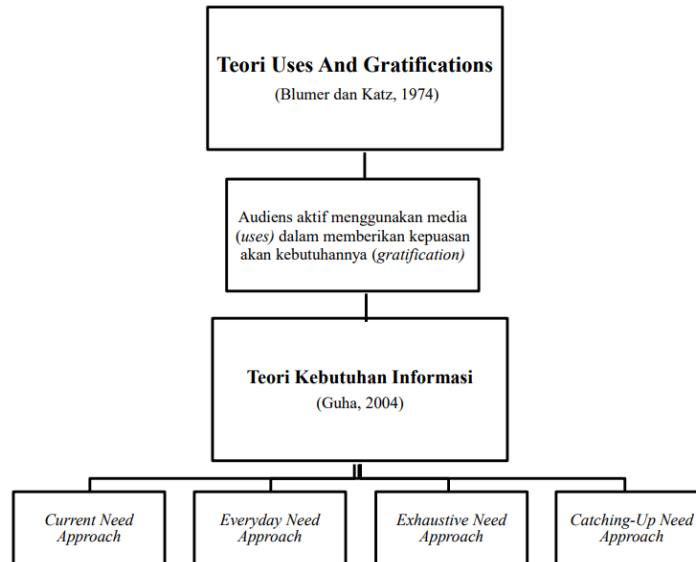 Teori Uses And Gratifications
(Blumer dan Katz, 1974)
Audiens aktif menggunakan media
(uses) dalam memberikan kepuasan
akan kebutuhannya (gratification)
Teori Kebutuhan Informasi
(Guha, 2004)
Current Need
Approach
Everyday Need
Approach
Exhaustive Need
Approach
Catching-Up Need
Approach